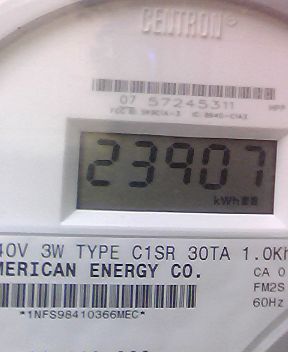 CENTRON
07 57245311
23907
kWh
40V 3W TYPE C1SR 30TA 1.0Kh
MERICAN ENERGY CO.
CA 0
FM2S
60Hz
*1NFS98410366MEC*